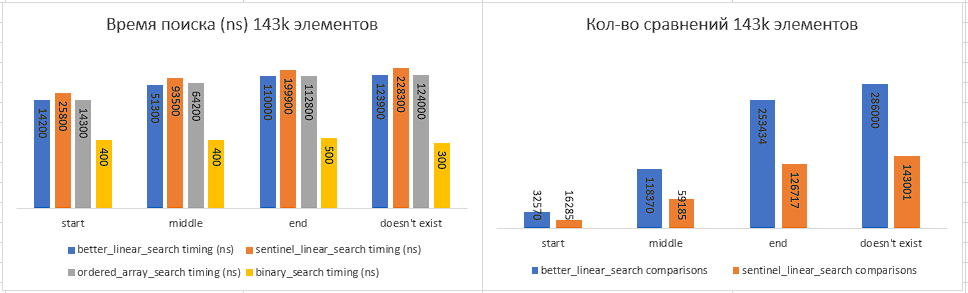 Время поиска (ns) 143k элементов
14200
25800
14300
400
51300
93500
64200
400
110000
199900
112800
500
123900
228300
124000
300
start
middle
end
doesn't exist
better_linear_search timing (ns)
sentinel_linear_search timing (ns)
ordered_array_search timing (ns)
binary_search timing (ns)
Кол-во сравнений 143k элементов
32570
16285
118370
59185
253434
126717
286000
143001
start
middle
end
doesn't exist
better_linear_search comparisons
sentinel_linear_search comparisons